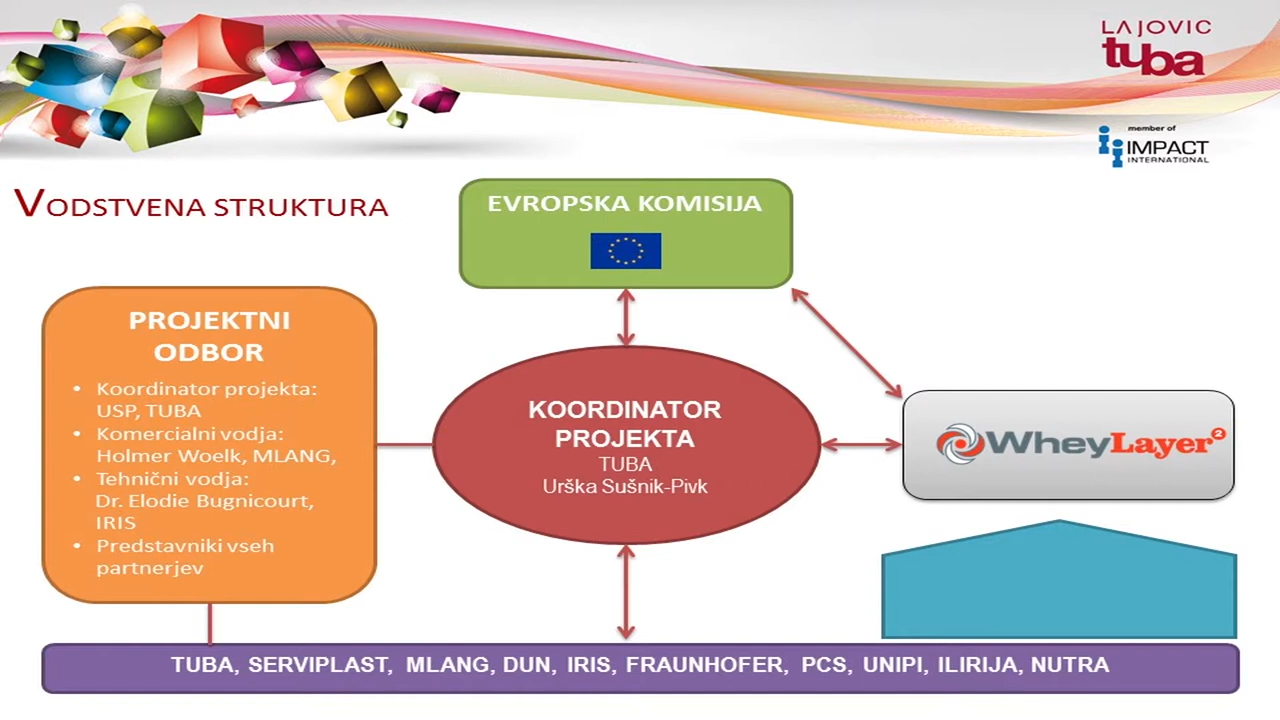 LAJOVIC
tuba
member of
IMPACT
INTERNATIONAL
VODSTVENA STRUKTURA
EVROPSKA KOMISIJA
PROJEKTNI
ODBOR
• Koordinator projekta:
USP, TUBA
• Komercialni vodja:
Holmer Woelk, MLANG,
• Tehnični vodja:
Dr. Elodie Bugnicourt,
IRIS
• Predstavniki vseh
partnerjev
KOORDINATOR
PROJEKTA
TUBA
Urška Sušnik-Pivk
WheyLayer²
TUBA, SERVIPLAST, MLANG, DUN, IRIS, FRAUNHOFER, PCS, UNIPI, ILIRIJA, NUTRA